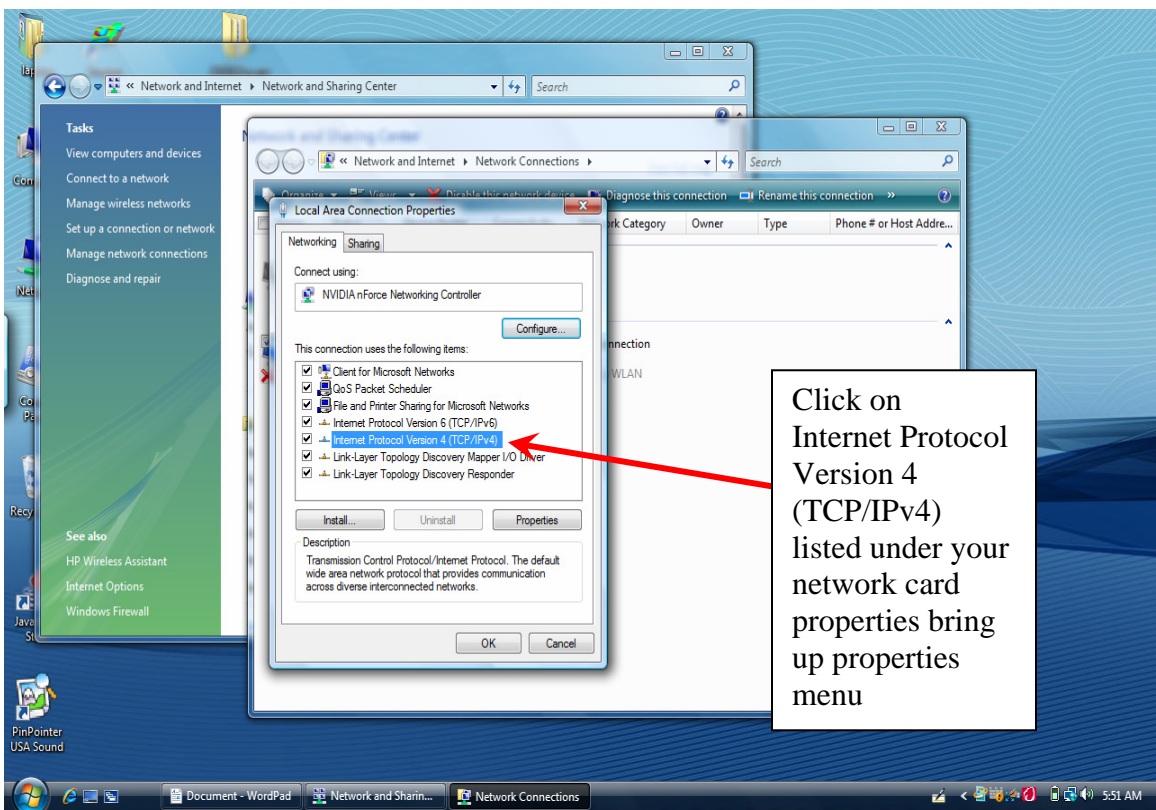 « Network and Internet ▸ Network and Sharing Center
Search
Tasks
View computers and devices
Connect to a network
Manage wireless networks
Set up a connection or network
Manage network connections
Diagnose and repair
See also
HP Wireless Assistant
Internet Options
Windows Firewall
Network and Sharing Center
« Network and Internet ▸ Network Connections ▸
Search
Organize Views Disable this network device Diagnose this connection Rename this connection »
Category Owner Type Phone # or Host Addre...
WLAN
Local Area Connection Properties
Networking Sharing
Connect using:
NVIDIA nForce Networking Controller
Configure...
This connection uses the following items:
Client for Microsoft Networks
QoS Packet Scheduler
File and Printer Sharing for Microsoft Networks
Internet Protocol Version 6 (TCP/IPv6)
Internet Protocol Version 4 (TCP/IPv4)
Link-Layer Topology Discovery Mapper I/O Driver
Link-Layer Topology Discovery Responder
Install... Uninstall Properties
Description
Transmission Control Protocol/Internet Protocol. The default
wide area network protocol that provides communication
across diverse interconnected networks.
OK Cancel
Click on
Internet Protocol
Version 4
(TCP/IPv4)
listed under your
network card
properties bring
up properties
menu
PinPointer
USA Sound
Document - WordPad Network and Sharin... Network Connections 5:51 AM